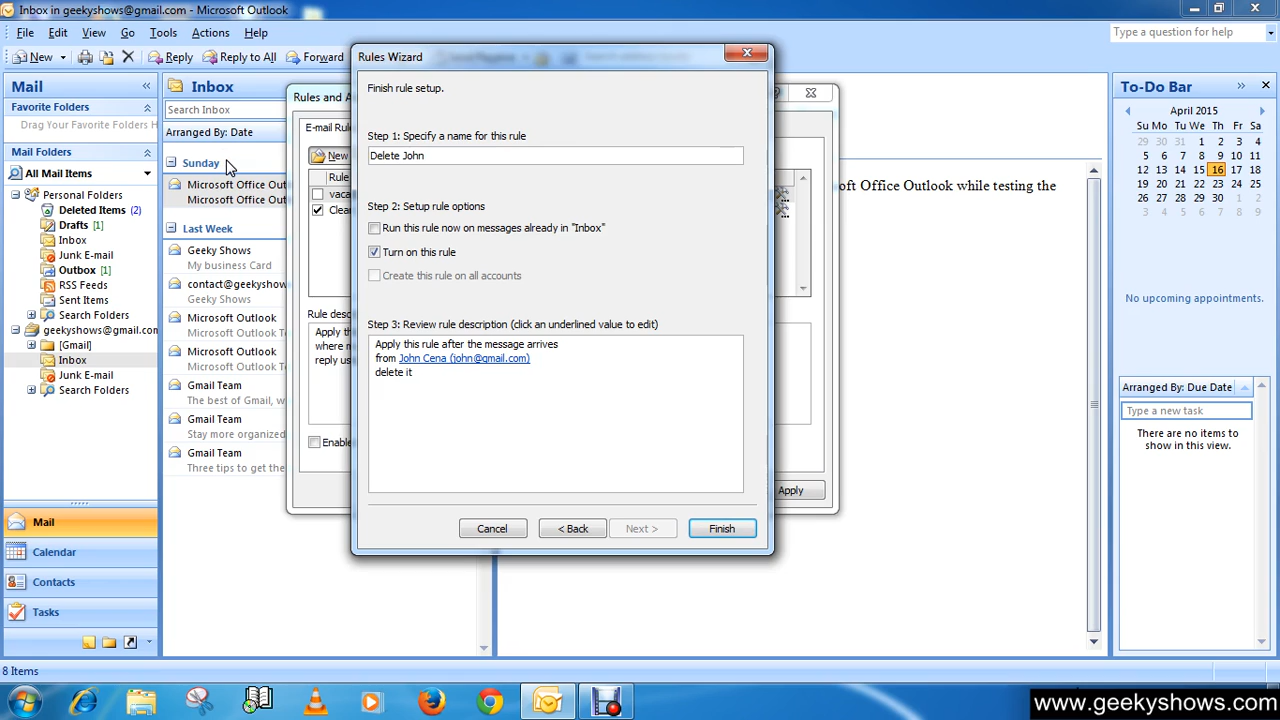 Inbox in geekyshows@gmail.com - Microsoft Outlook
File Edit View Go Tools Actions Help
Type a question for help
New Reply Reply to All Forward
Mail
Favorite Folders
Drag Your Favorite Folders H
Mail Folders
All Mail Items
Personal Folders
Deleted Items (2)
Drafts [1]
Inbox
Junk E-mail
Outbox [1]
RSS Feeds
Sent Items
Search Folders
geekyshows@gmail.com
[Gmail]
Inbox
Junk E-mail
Search Folders
Mail
Calendar
Contacts
Tasks
Inbox
Search Inbox
Arranged By: Date
Sunday
Microsoft Office Out
Microsoft Office Out
Last Week
Geeky Shows
My business Card
contact@geekyshow
Geeky Shows
Microsoft Outlook
Microsoft Outlook T
Microsoft Outlook
Microsoft Outlook T
Gmail Team
The best of Gmail, w
Gmail Team
Stay more organized
Gmail Team
Three tips to get the
Rules and A
E-mail Rul
New
Rule
vaca
Clea
Rule des
Apply th
where m
reply us
Enable
Apply
Rules Wizard
Finish rule setup.
Step 1: Specify a name for this rule
Delete John
Step 2: Setup rule options
Run this rule now on messages already in "Inbox"
Turn on this rule
Create this rule on all accounts
Step 3: Review rule description (click an underlined value to edit)
Apply this rule after the message arrives
from John Cena (john@gmail.com)
delete it
Cancel < Back Next > Finish
oft Office Outlook while testing the
To-Do Bar
April 2015
Su Mo Tu We Th Fr Sa
29 30 31 1 2 3 4
5 6 7 8 9 10 11
12 13 14 15 16 17 18
19 20 21 22 23 24 25
26 27 28 29 30 1 2
No upcoming appointments.
Arranged By: Due Date
Type a new task
There are no items to
show in this view.
8 Items
www.geekyshows.com